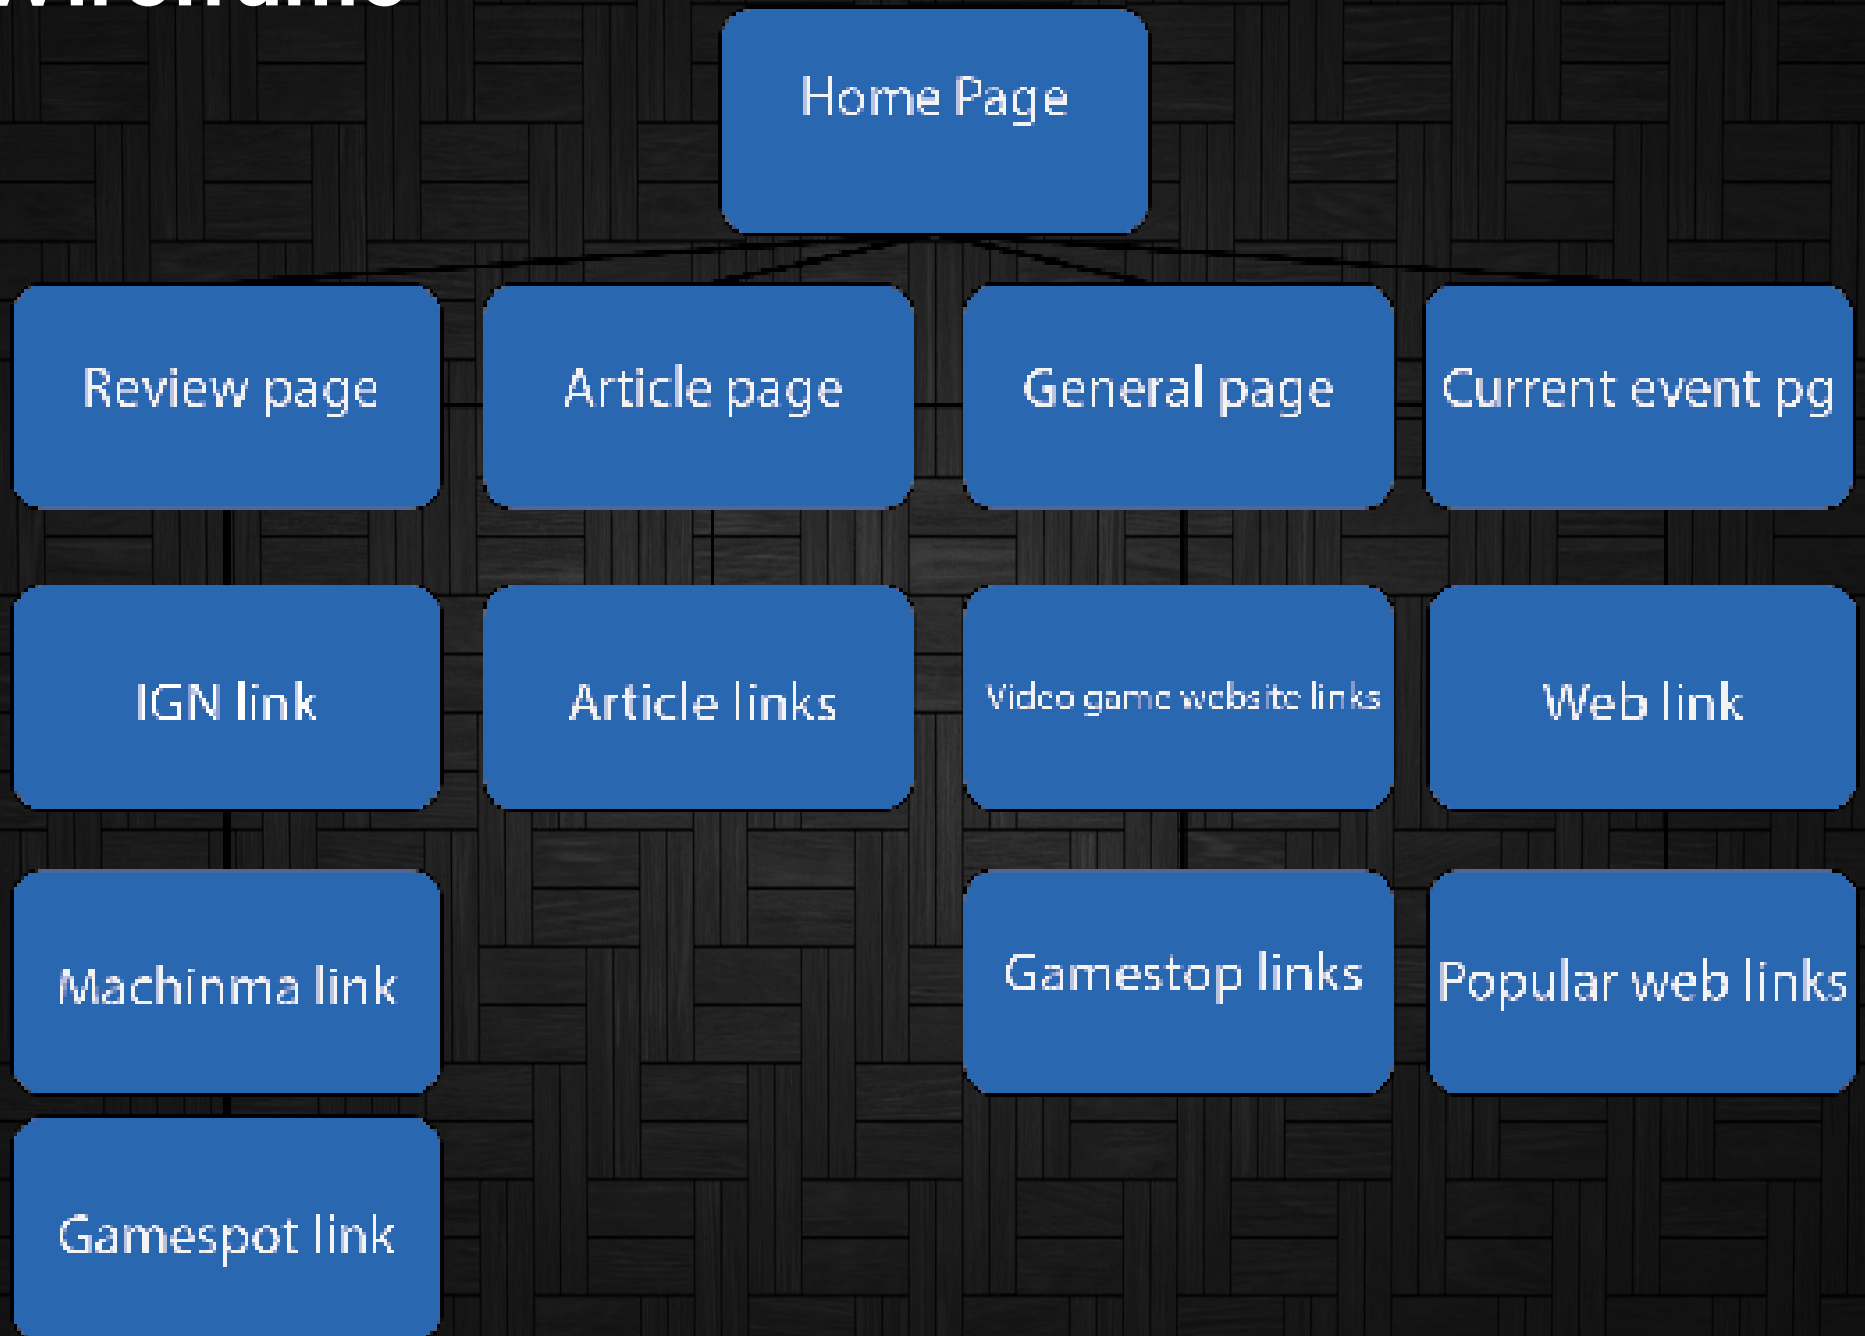 Wireframe
Home Page
Review page
Article page
General page
Current event pg
IGN link
Article links
Video game website links
Web link
Machinma link
Gamestop links
Popular web links
Gamespot link